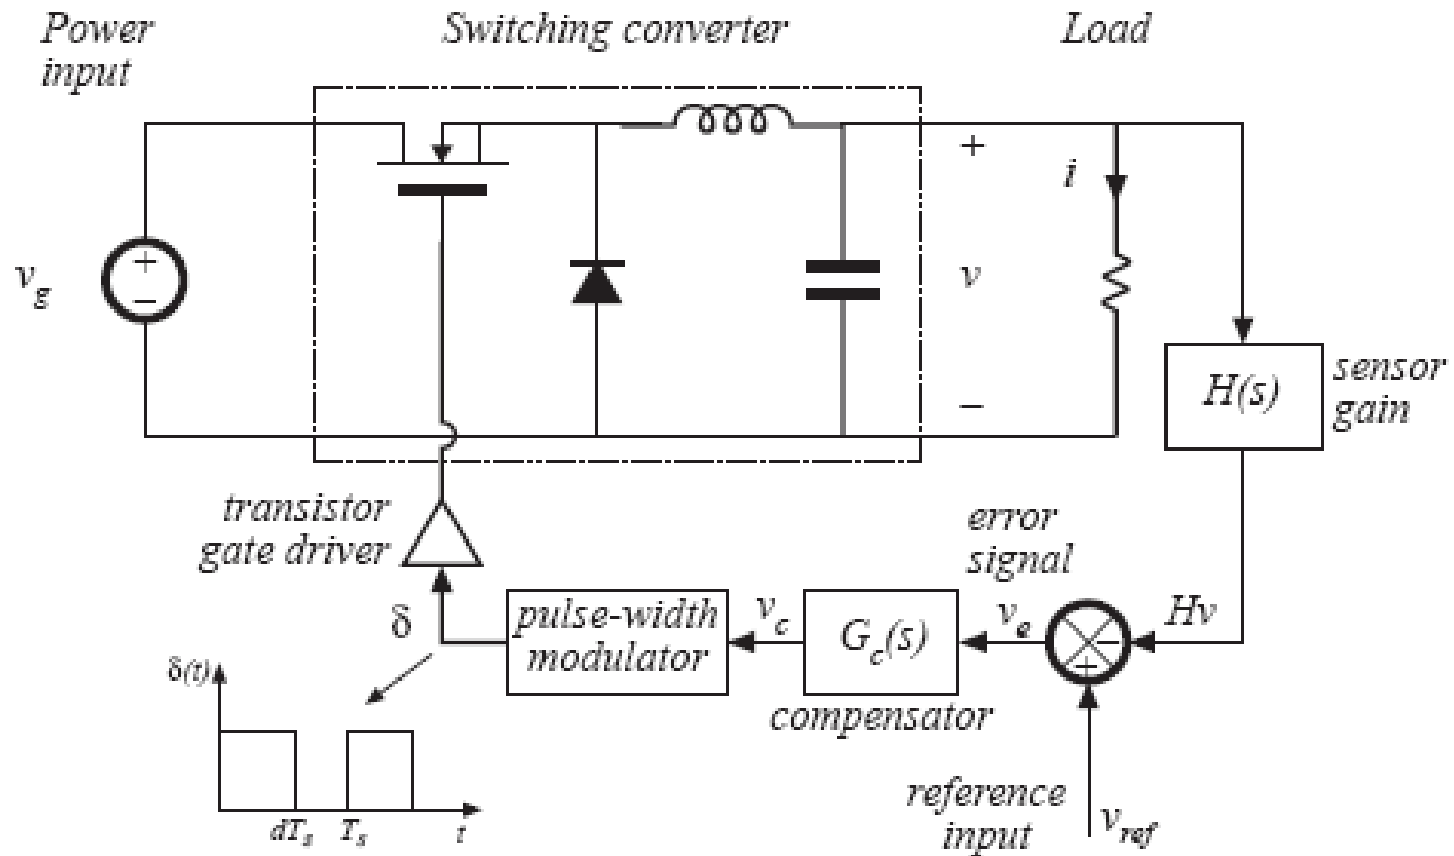 Power
input
Switching converter
Load
+
i
v_g
+
−
v
−
H(s)
sensor
gain
transistor
gate driver
error
signal
δ
pulse-width
modulator
v_c
G_c(s)
v_e
Hv
−
+
δ(t)
compensator
dT_s
T_s
t
reference
input
v_ref